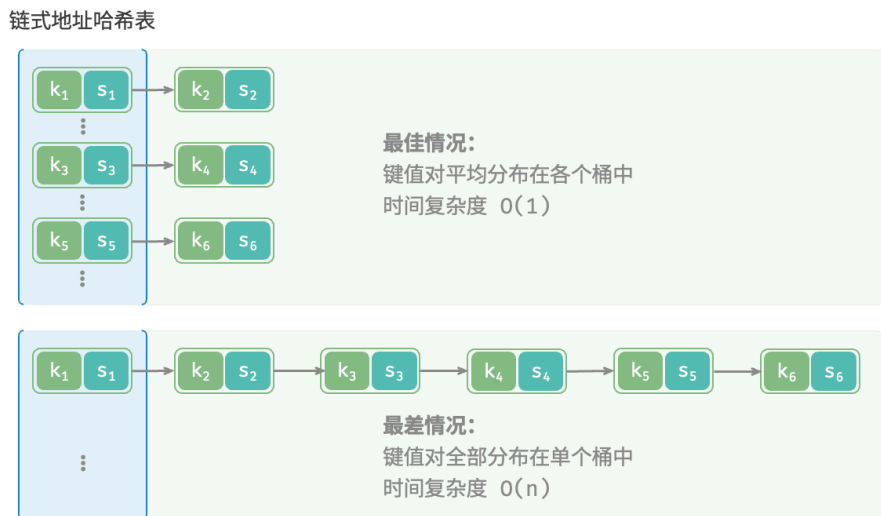 链式地址哈希表
k₁ s₁ k₂ s₂
k₃ s₃ k₄ s₄
k₅ s₅ k₆ s₆
最佳情况：
键值对平均分布在各个桶中
时间复杂度 O(1)
k₁ s₁ k₂ s₂ k₃ s₃ k₄ s₄ k₅ s₅ k₆ s₆
最差情况：
键值对全部分布在单个桶中
时间复杂度 O(n)